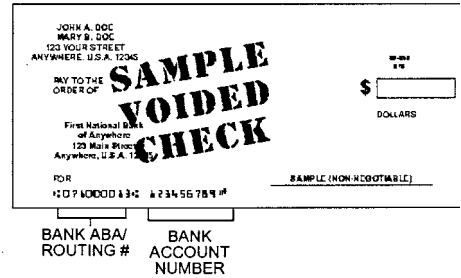 JOHN A. DOE
MARY B. DOE
123 YOUR STREET
ANYWHERE, U.S.A. 12345
PAY TO THE
ORDER OF
SAMPLE
VOIDED
CHECK
$
DOLLARS
First National Bank
of Anywhere
123 Main Street
Anywhere, U.S.A.
FOR
SAMPLE (NON-NEGOTIABLE)
123456789
BANK ABA/
ROUTING #
BANK
ACCOUNT
NUMBER